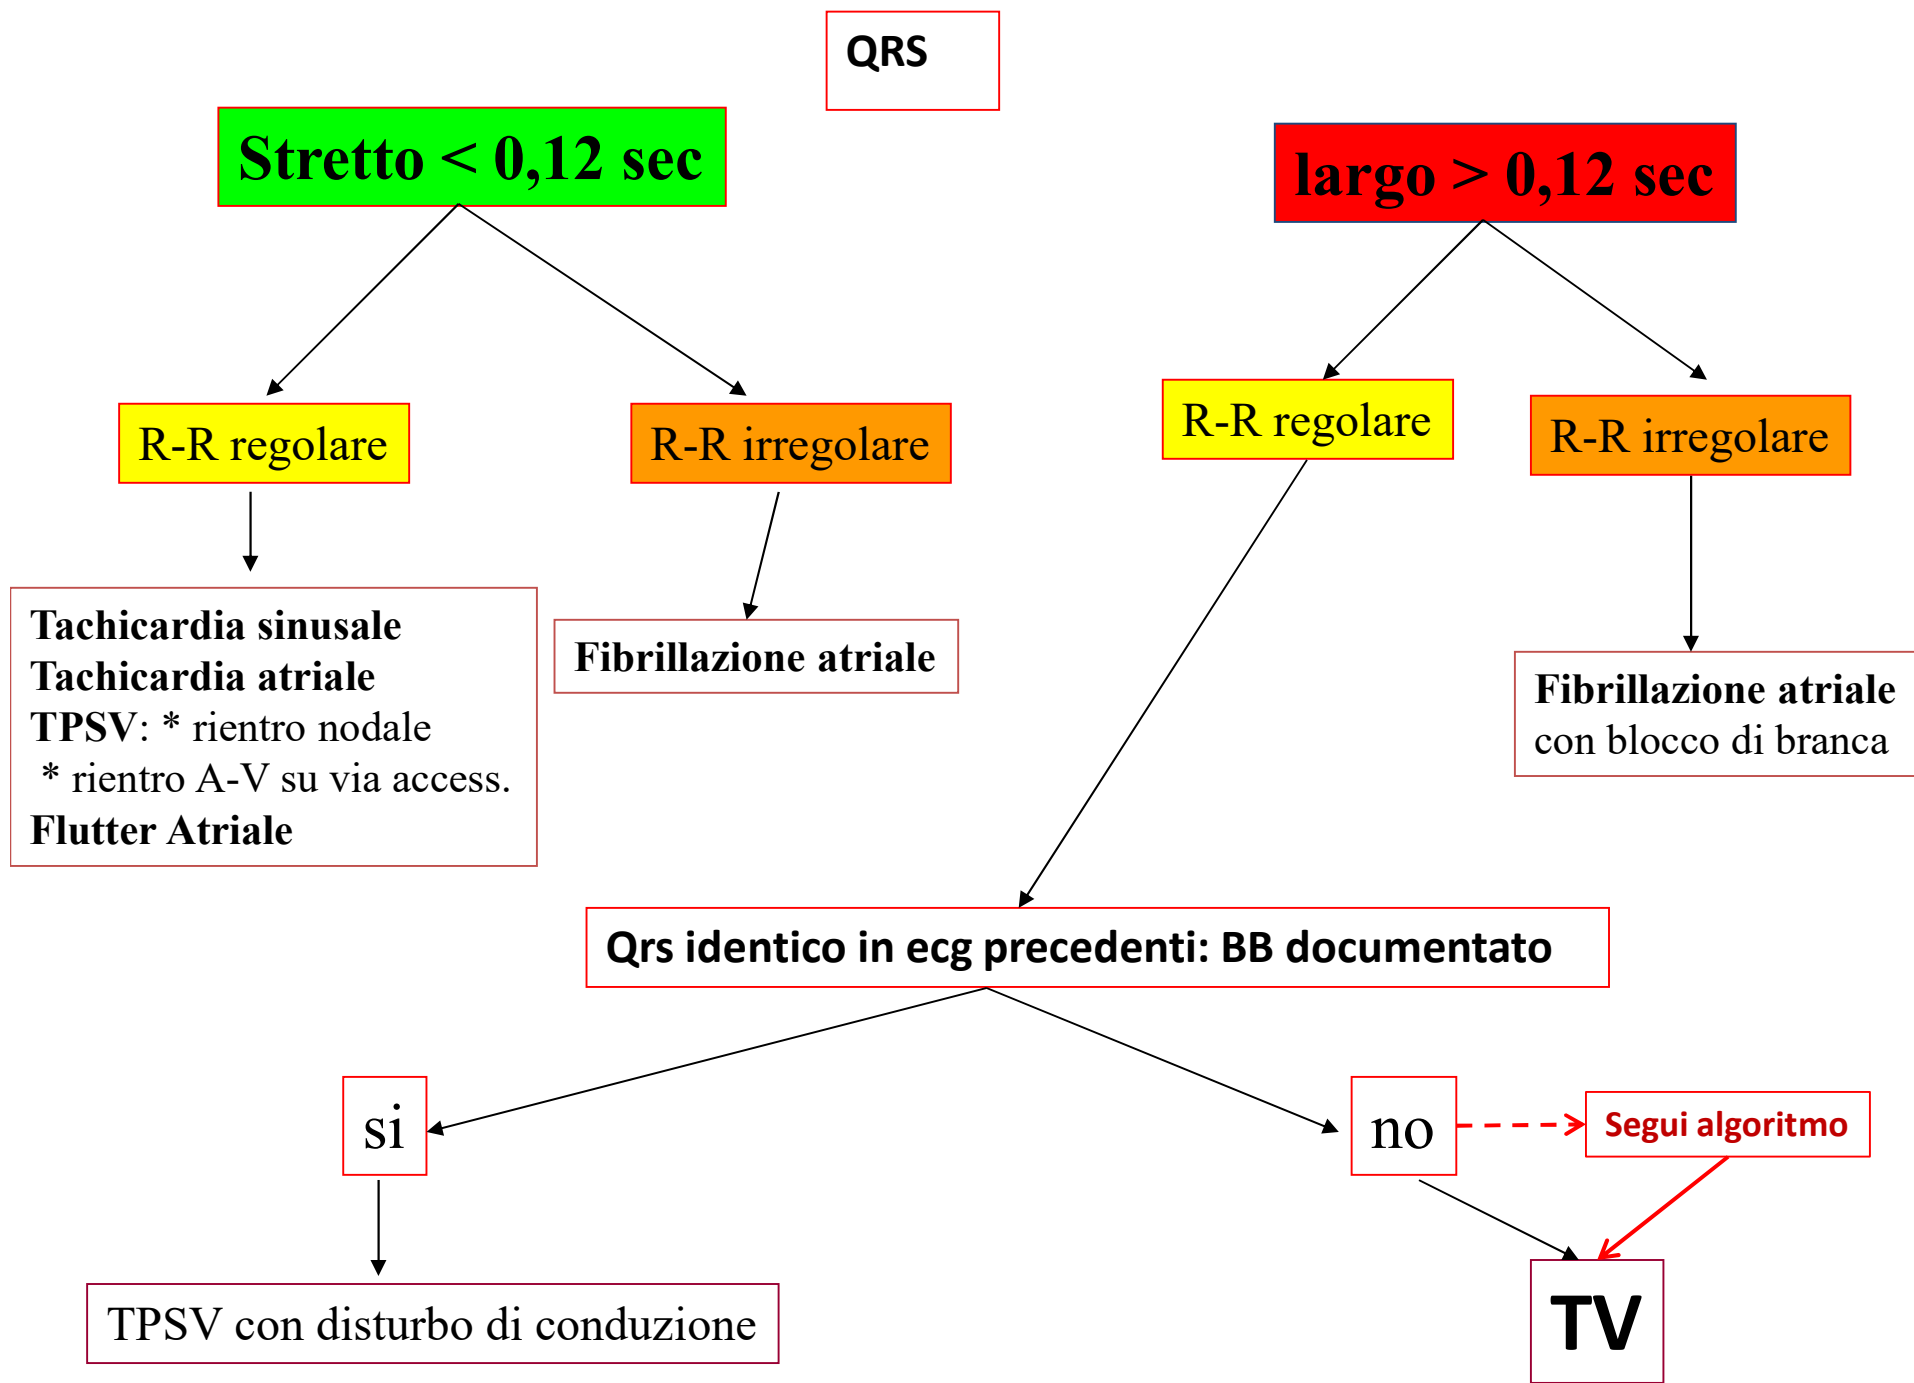 QRS
Stretto < 0,12 sec
largo > 0,12 sec
R-R regolare
R-R irregolare
R-R regolare
R-R irregolare
Tachicardia sinusale
Tachicardia atriale
TPSV: * rientro nodale
* rientro A-V su via access.
Flutter Atriale
Fibrillazione atriale
Fibrillazione atriale
con blocco di branca
Qrs identico in ecg precedenti: BB documentato
si
no
Segui algoritmo
TPSV con disturbo di conduzione
TV